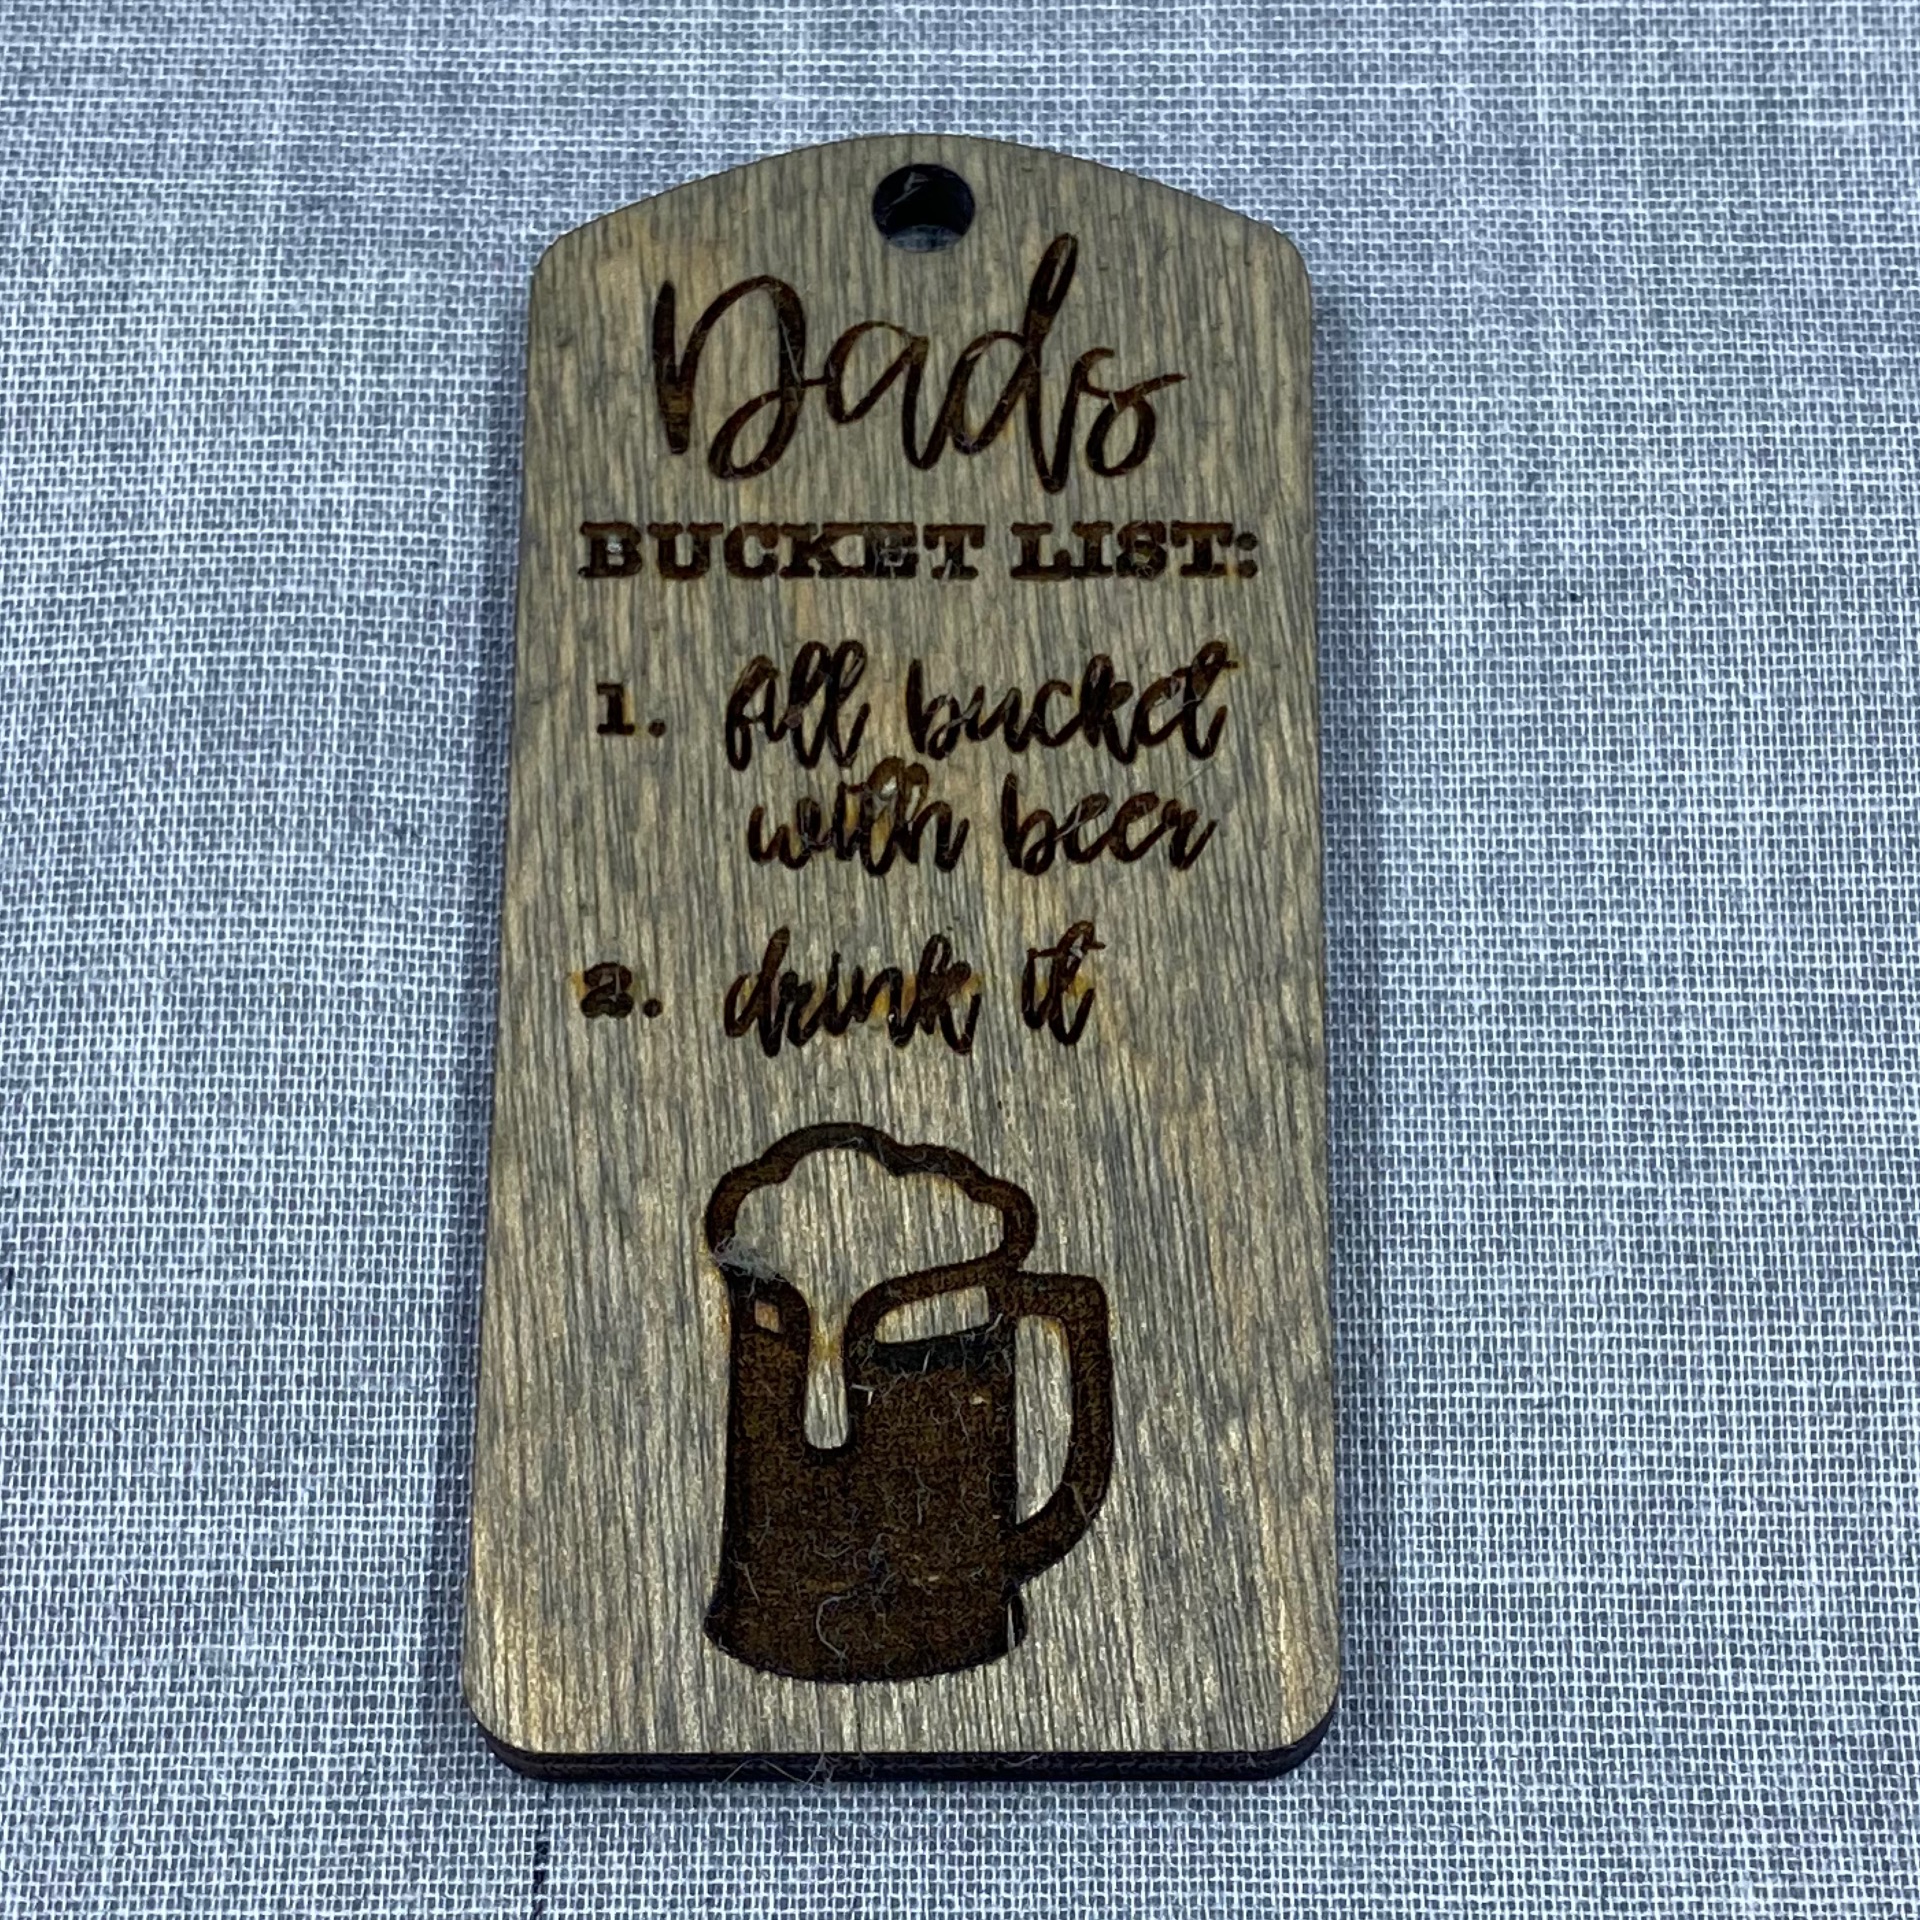 Dads
BUCKET LIST:
1. fill bucket
with beer
2. drink it